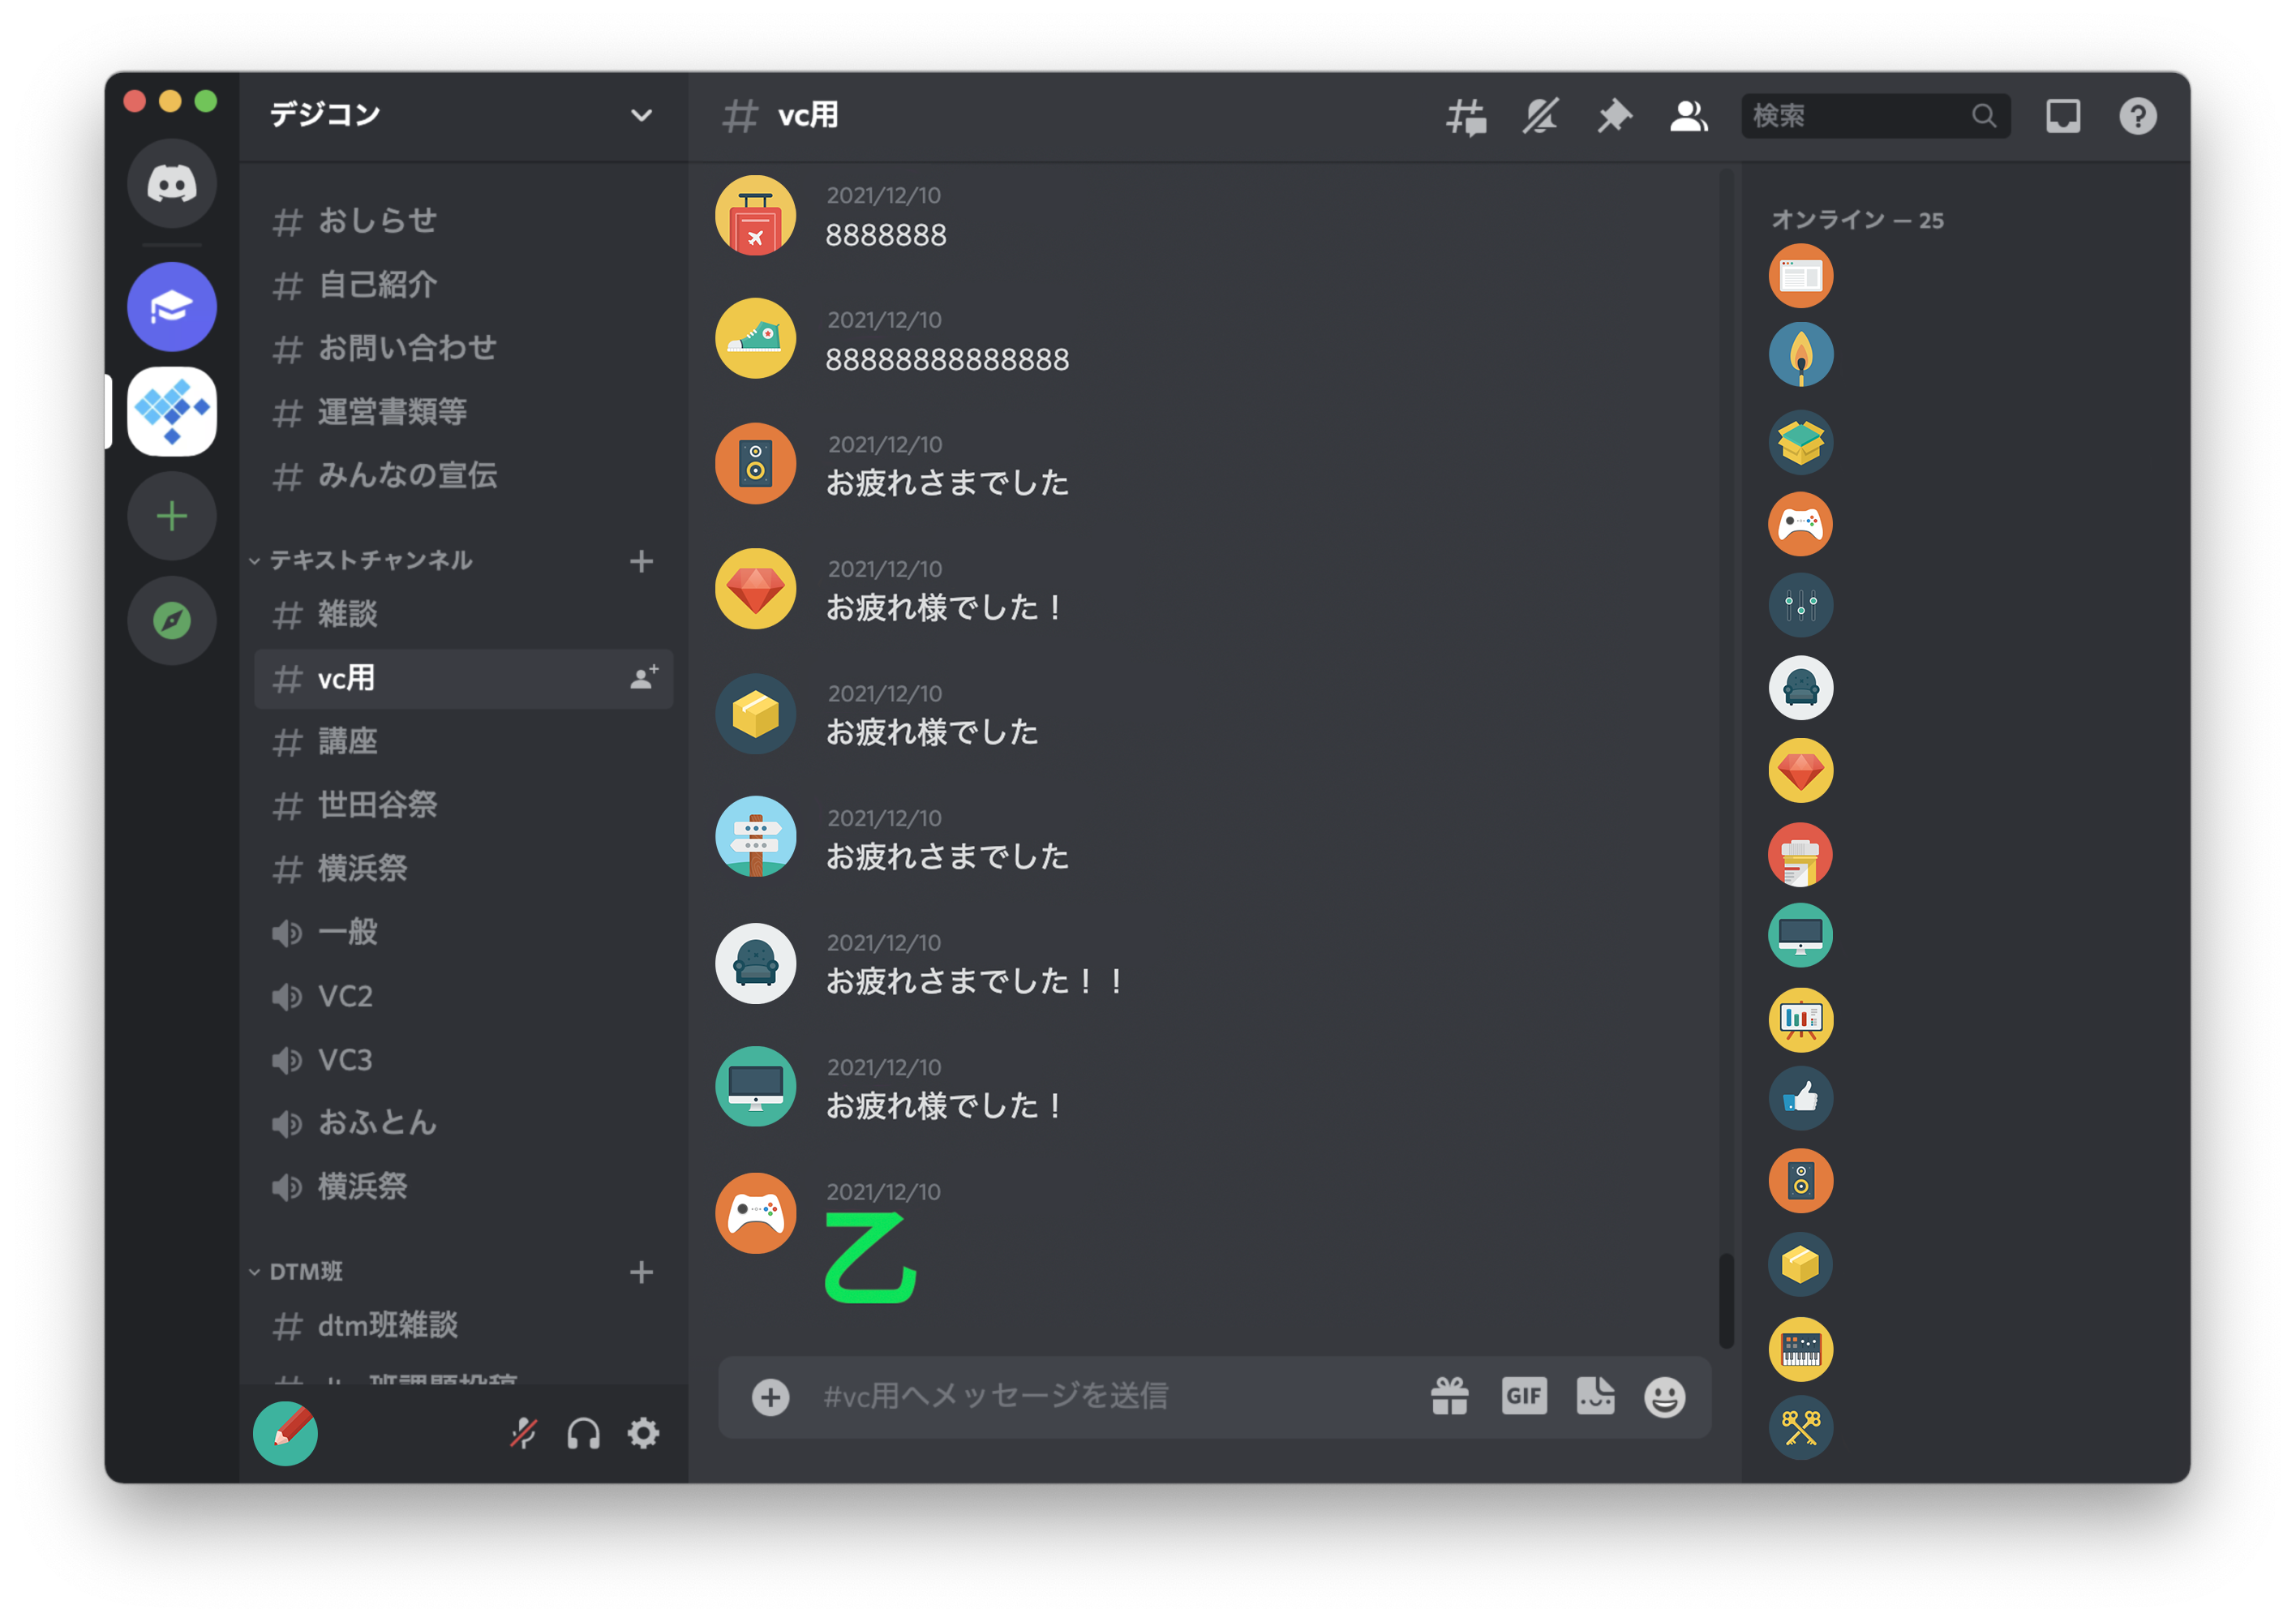 デジコン
# おしらせ
# 自己紹介
# お問い合わせ
# 運営書類等
# みんなの宣伝
テキストチャンネル
# 雑談
# vc用
# 講座
# 世田谷祭
# 横浜祭
一般
VC2
VC3
おふとん
横浜祭
DTM班
# dtm班雑談
# dtm班課題投稿
# vc用
検索
2021/12/10
8888888
2021/12/10
88888888888888
2021/12/10
お疲れさまでした
2021/12/10
お疲れ様でした！
2021/12/10
お疲れ様でした
2021/12/10
お疲れさまでした
2021/12/10
お疲れさまでした！！
2021/12/10
お疲れ様でした！
2021/12/10
乙
#vc用へメッセージを送信
GIF
オンライン — 25